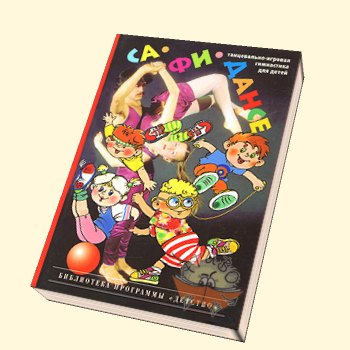 СА•ФИ•ДАНСЕ
танцевально-игровая
гимнастика
для детей
БИБЛИОТЕКА ПРОГРАММЫ «ДЕТСТВО»